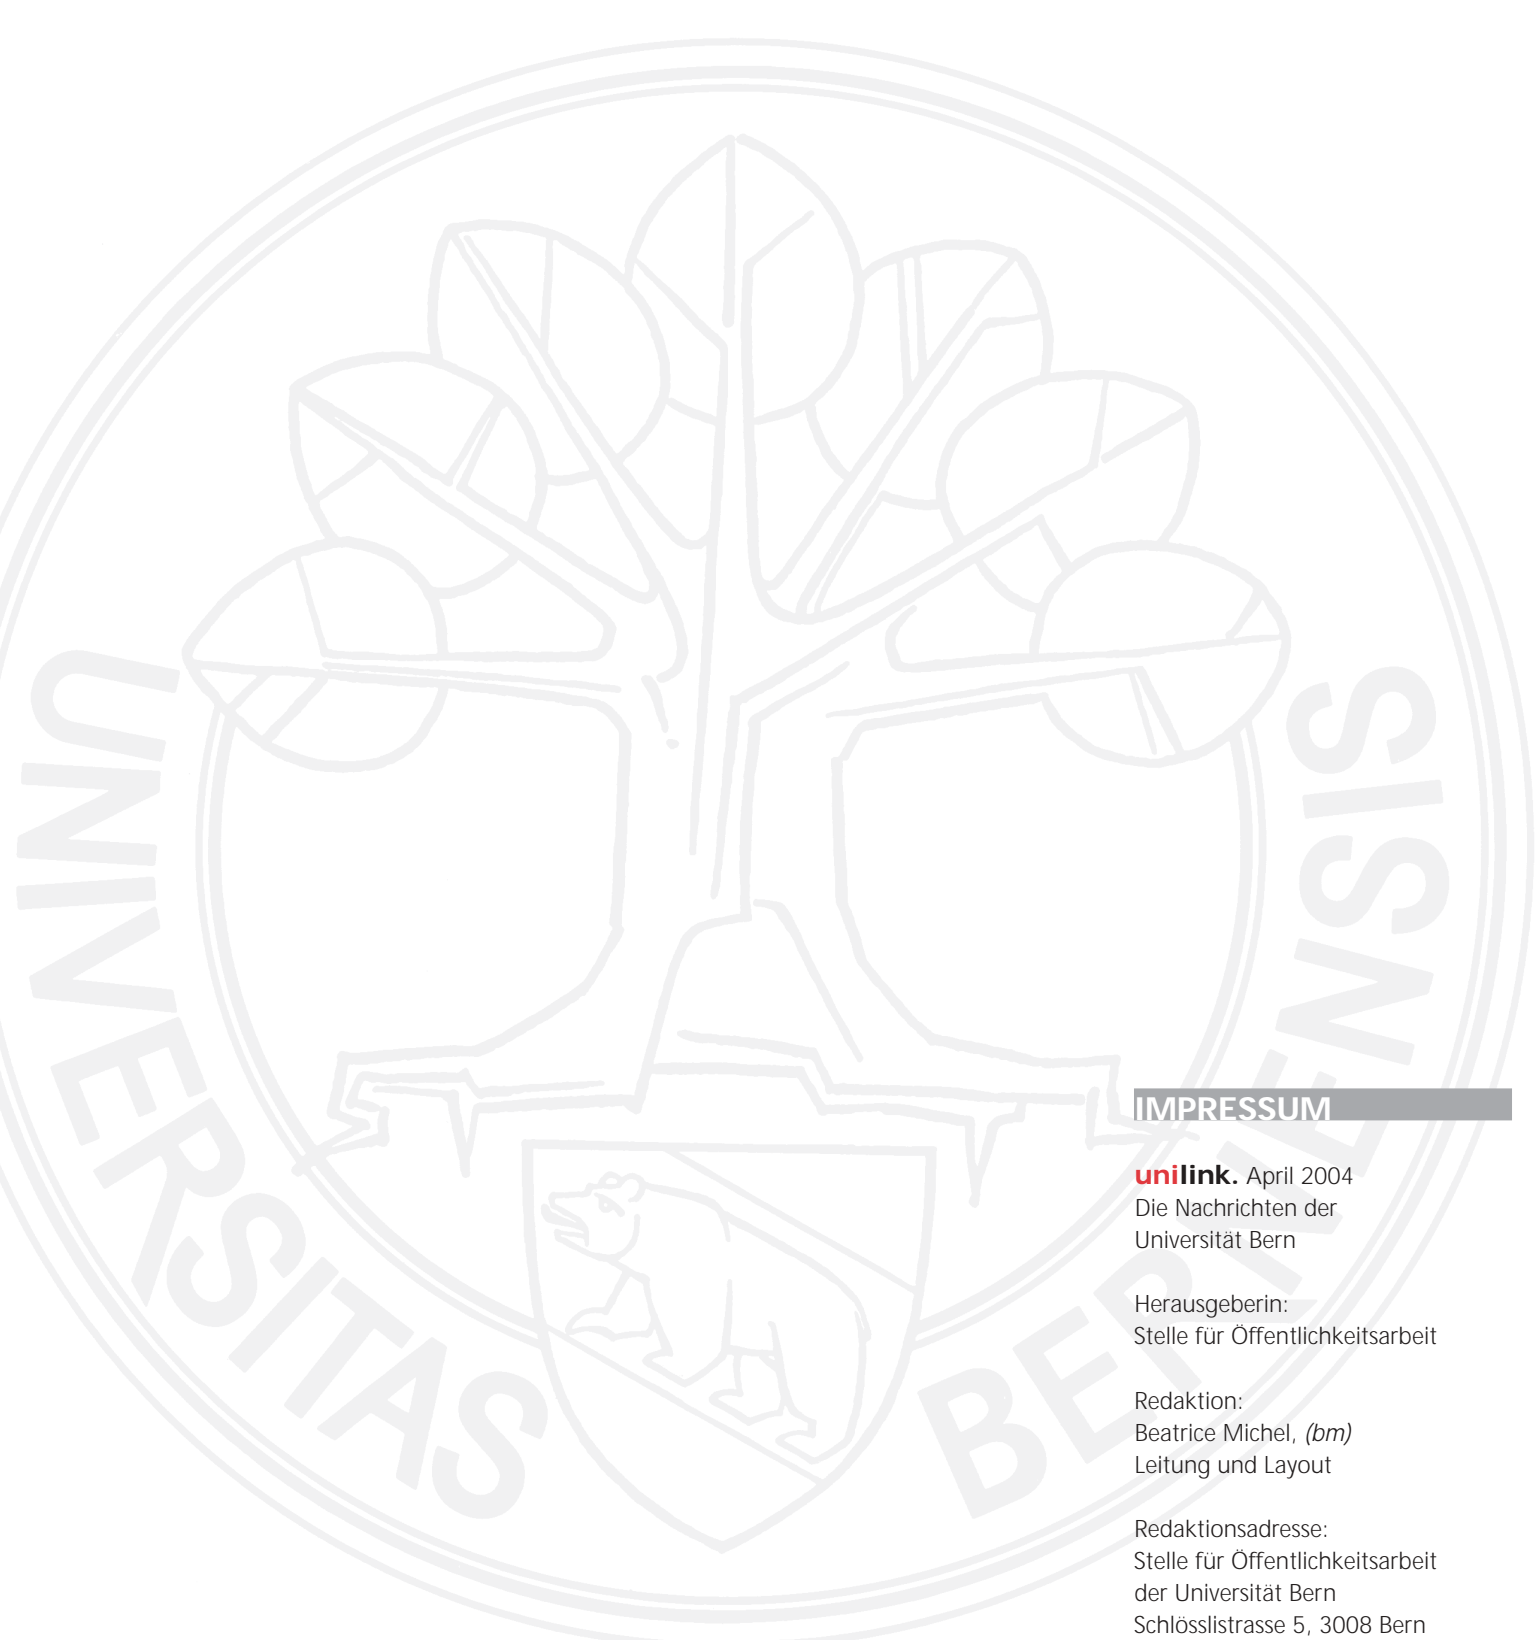 UNIVERSITAS BERNENSIS
IMPRESSUM
unilink. April 2004
Die Nachrichten der
Universität Bern
Herausgeberin:
Stelle für Öffentlichkeitsarbeit
Redaktion:
Beatrice Michel, (bm)
Leitung und Layout
Redaktionsadresse:
Stelle für Öffentlichkeitsarbeit
der Universität Bern
Schlösslistrasse 5, 3008 Bern